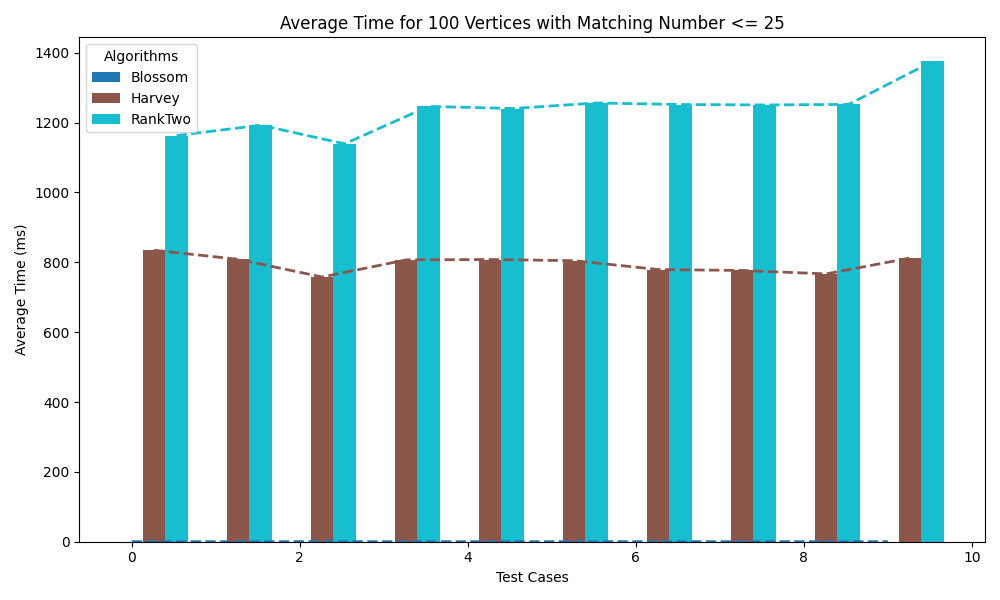 Average Time for 100 Vertices with Matching Number <= 25
Algorithms
Blossom
Harvey
RankTwo
Average Time (ms)
1400
1200
1000
800
600
400
200
0
0 2 4 6 8 10
Test Cases